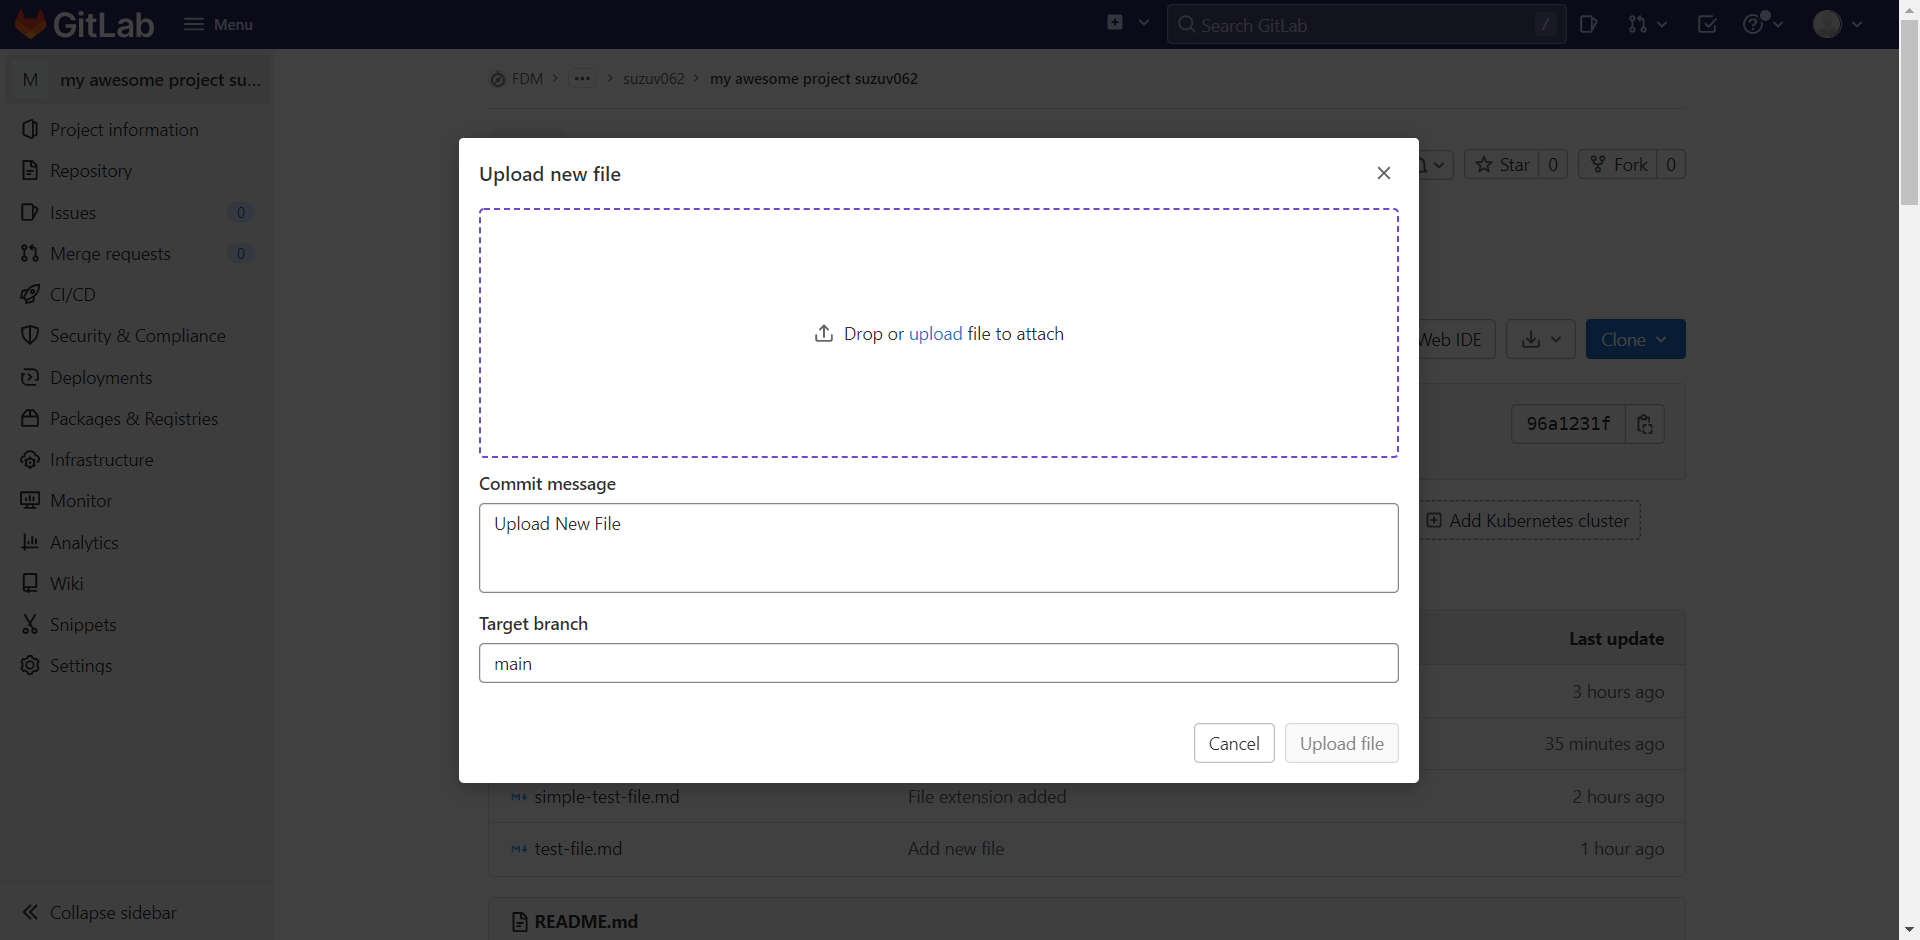 GitLab
Menu
Search GitLab
/
M
my awesome project su...
Project information
Repository
Issues
0
Merge requests
0
CI/CD
Security & Compliance
Deployments
Packages & Registries
Infrastructure
Monitor
Analytics
Wiki
Snippets
Settings
Collapse sidebar
FDM
suzuv062
my awesome project suzuv062
Star 0
Fork 0
Upload new file
Drop or upload file to attach
Commit message
Upload New File
Target branch
main
Cancel
Upload file
Web IDE
Clone
96a1231f
Add Kubernetes cluster
Last update
3 hours ago
35 minutes ago
simple-test-file.md
File extension added
2 hours ago
test-file.md
Add new file
1 hour ago
README.md